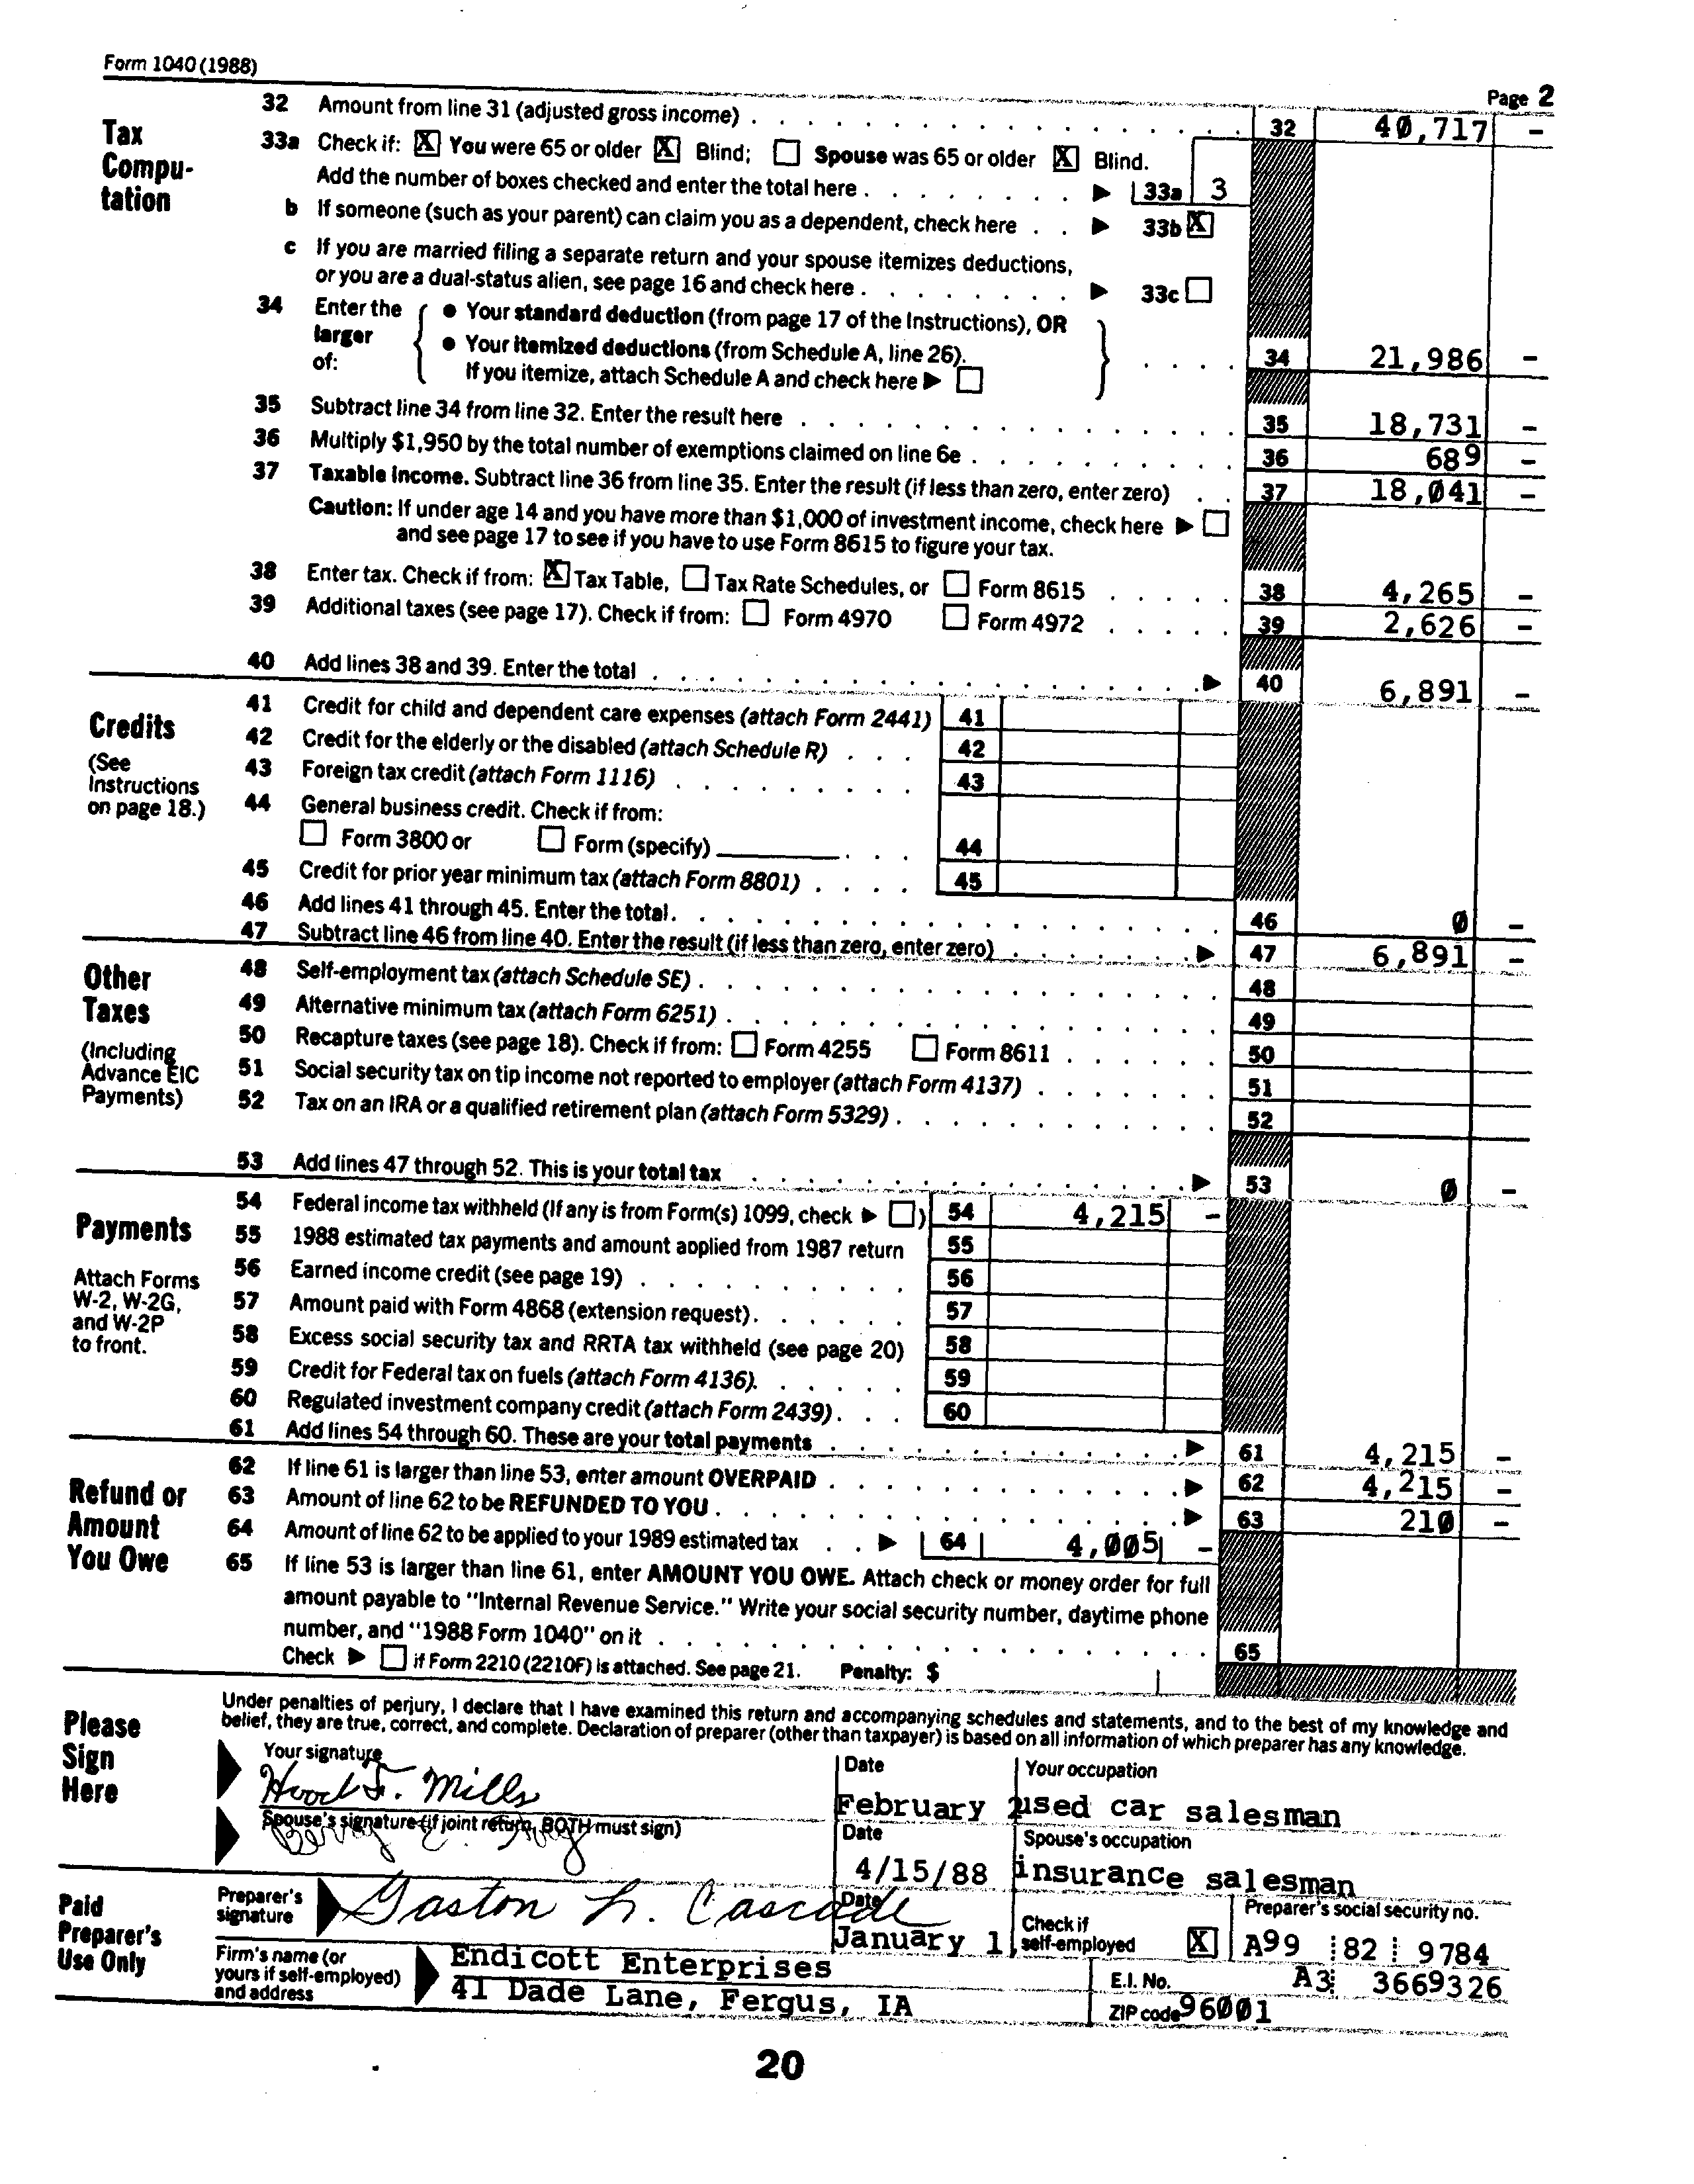 Form 1040 (1988)
Page 2
Tax Compu-tation
32 Amount from line 31 (adjusted gross income) . . . . 32 40,717 –
33a Check if: [X] You were 65 or older [X] Blind; [ ] Spouse was 65 or older [X] Blind.
Add the number of boxes checked and enter the total here . . . . ▶ 33a 3
b If someone (such as your parent) can claim you as a dependent, check here . . ▶ 33b [X]
c If you are married filing a separate return and your spouse itemizes deductions,
or you are a dual-status alien, see page 16 and check here . . . . ▶ 33c [ ]
34 Enter the larger of: ● Your standard deduction (from page 17 of the Instructions), OR
● Your itemized deductions (from Schedule A, line 26).
If you itemize, attach Schedule A and check here ▶ [ ] . . . . 34 21,986 –
35 Subtract line 34 from line 32. Enter the result here . . . . 35 18,731 –
36 Multiply $1,950 by the total number of exemptions claimed on line 6e . . . . 36 689 –
37 Taxable income. Subtract line 36 from line 35. Enter the result (if less than zero, enter zero) . . 37 18,041 –
Caution: If under age 14 and you have more than $1,000 of investment income, check here ▶ [ ]
and see page 17 to see if you have to use Form 8615 to figure your tax.
38 Enter tax. Check if from: [X] Tax Table, [ ] Tax Rate Schedules, or [ ] Form 8615 . . . . 38 4,265 –
39 Additional taxes (see page 17). Check if from: [ ] Form 4970 [ ] Form 4972 . . . . 39 2,626 –
40 Add lines 38 and 39. Enter the total . . . . ▶ 40 6,891 –
Credits
(See Instructions on page 18.)
41 Credit for child and dependent care expenses (attach Form 2441) 41
42 Credit for the elderly or the disabled (attach Schedule R) . . . 42
43 Foreign tax credit (attach Form 1116) . . . . 43
44 General business credit. Check if from:
[ ] Form 3800 or [ ] Form (specify) ________ . . . 44
45 Credit for prior year minimum tax (attach Form 8801) . . . . 45
46 Add lines 41 through 45. Enter the total. . . . . 46 0 –
47 Subtract line 46 from line 40. Enter the result (if less than zero, enter zero) . . . . ▶ 47 6,891 –
Other Taxes
(Including Advance EIC Payments)
48 Self-employment tax (attach Schedule SE) . . . . 48
49 Alternative minimum tax (attach Form 6251) . . . . 49
50 Recapture taxes (see page 18). Check if from: [ ] Form 4255 [ ] Form 8611 . . . . 50
51 Social security tax on tip income not reported to employer (attach Form 4137) . . . . 51
52 Tax on an IRA or a qualified retirement plan (attach Form 5329) . . . . 52
53 Add lines 47 through 52. This is your total tax . . . . ▶ 53 0 –
Payments
Attach Forms W-2, W-2G, and W-2P to front.
54 Federal income tax withheld (If any is from Form(s) 1099, check ▶ [ ] ) 54 4,215 –
55 1988 estimated tax payments and amount applied from 1987 return 55
56 Earned income credit (see page 19) . . . . 56
57 Amount paid with Form 4868 (extension request) . . . . 57
58 Excess social security tax and RRTA tax withheld (see page 20) 58
59 Credit for Federal tax on fuels (attach Form 4136). . . . . 59
60 Regulated investment company credit (attach Form 2439) . . . 60
61 Add lines 54 through 60. These are your total payments . . . . ▶ 61 4,215 –
Refund or Amount You Owe
62 If line 61 is larger than line 53, enter amount OVERPAID . . . . ▶ 62 4,215 –
63 Amount of line 62 to be REFUNDED TO YOU . . . . ▶ 63 210 –
64 Amount of line 62 to be applied to your 1989 estimated tax . . ▶ 64 4,005 –
65 If line 53 is larger than line 61, enter AMOUNT YOU OWE. Attach check or money order for full
amount payable to "Internal Revenue Service." Write your social security number, daytime phone
number, and "1988 Form 1040" on it . . . . 65
Check ▶ [ ] if Form 2210 (2210F) is attached. See page 21. Penalty: $
Please Sign Here
Under penalties of perjury, I declare that I have examined this return and accompanying schedules and statements, and to the best of my knowledge and
belief, they are true, correct, and complete. Declaration of preparer (other than taxpayer) is based on all information of which preparer has any knowledge.
Your signature Date Your occupation
F. Mills February 2 used car salesman
Spouse's signature (if joint return, BOTH must sign) Date Spouse's occupation
4/15/88 insurance salesman
Paid Preparer's Use Only
Preparer's signature Gaston L. Cascade Date January 1 Check if self-employed [X] Preparer's social security no. A99 82 9784
Firm's name (or yours if self-employed) and address Endicott Enterprises E.I. No. A3 3669326
41 Dade Lane, Fergus, IA ZIP code 96001
20